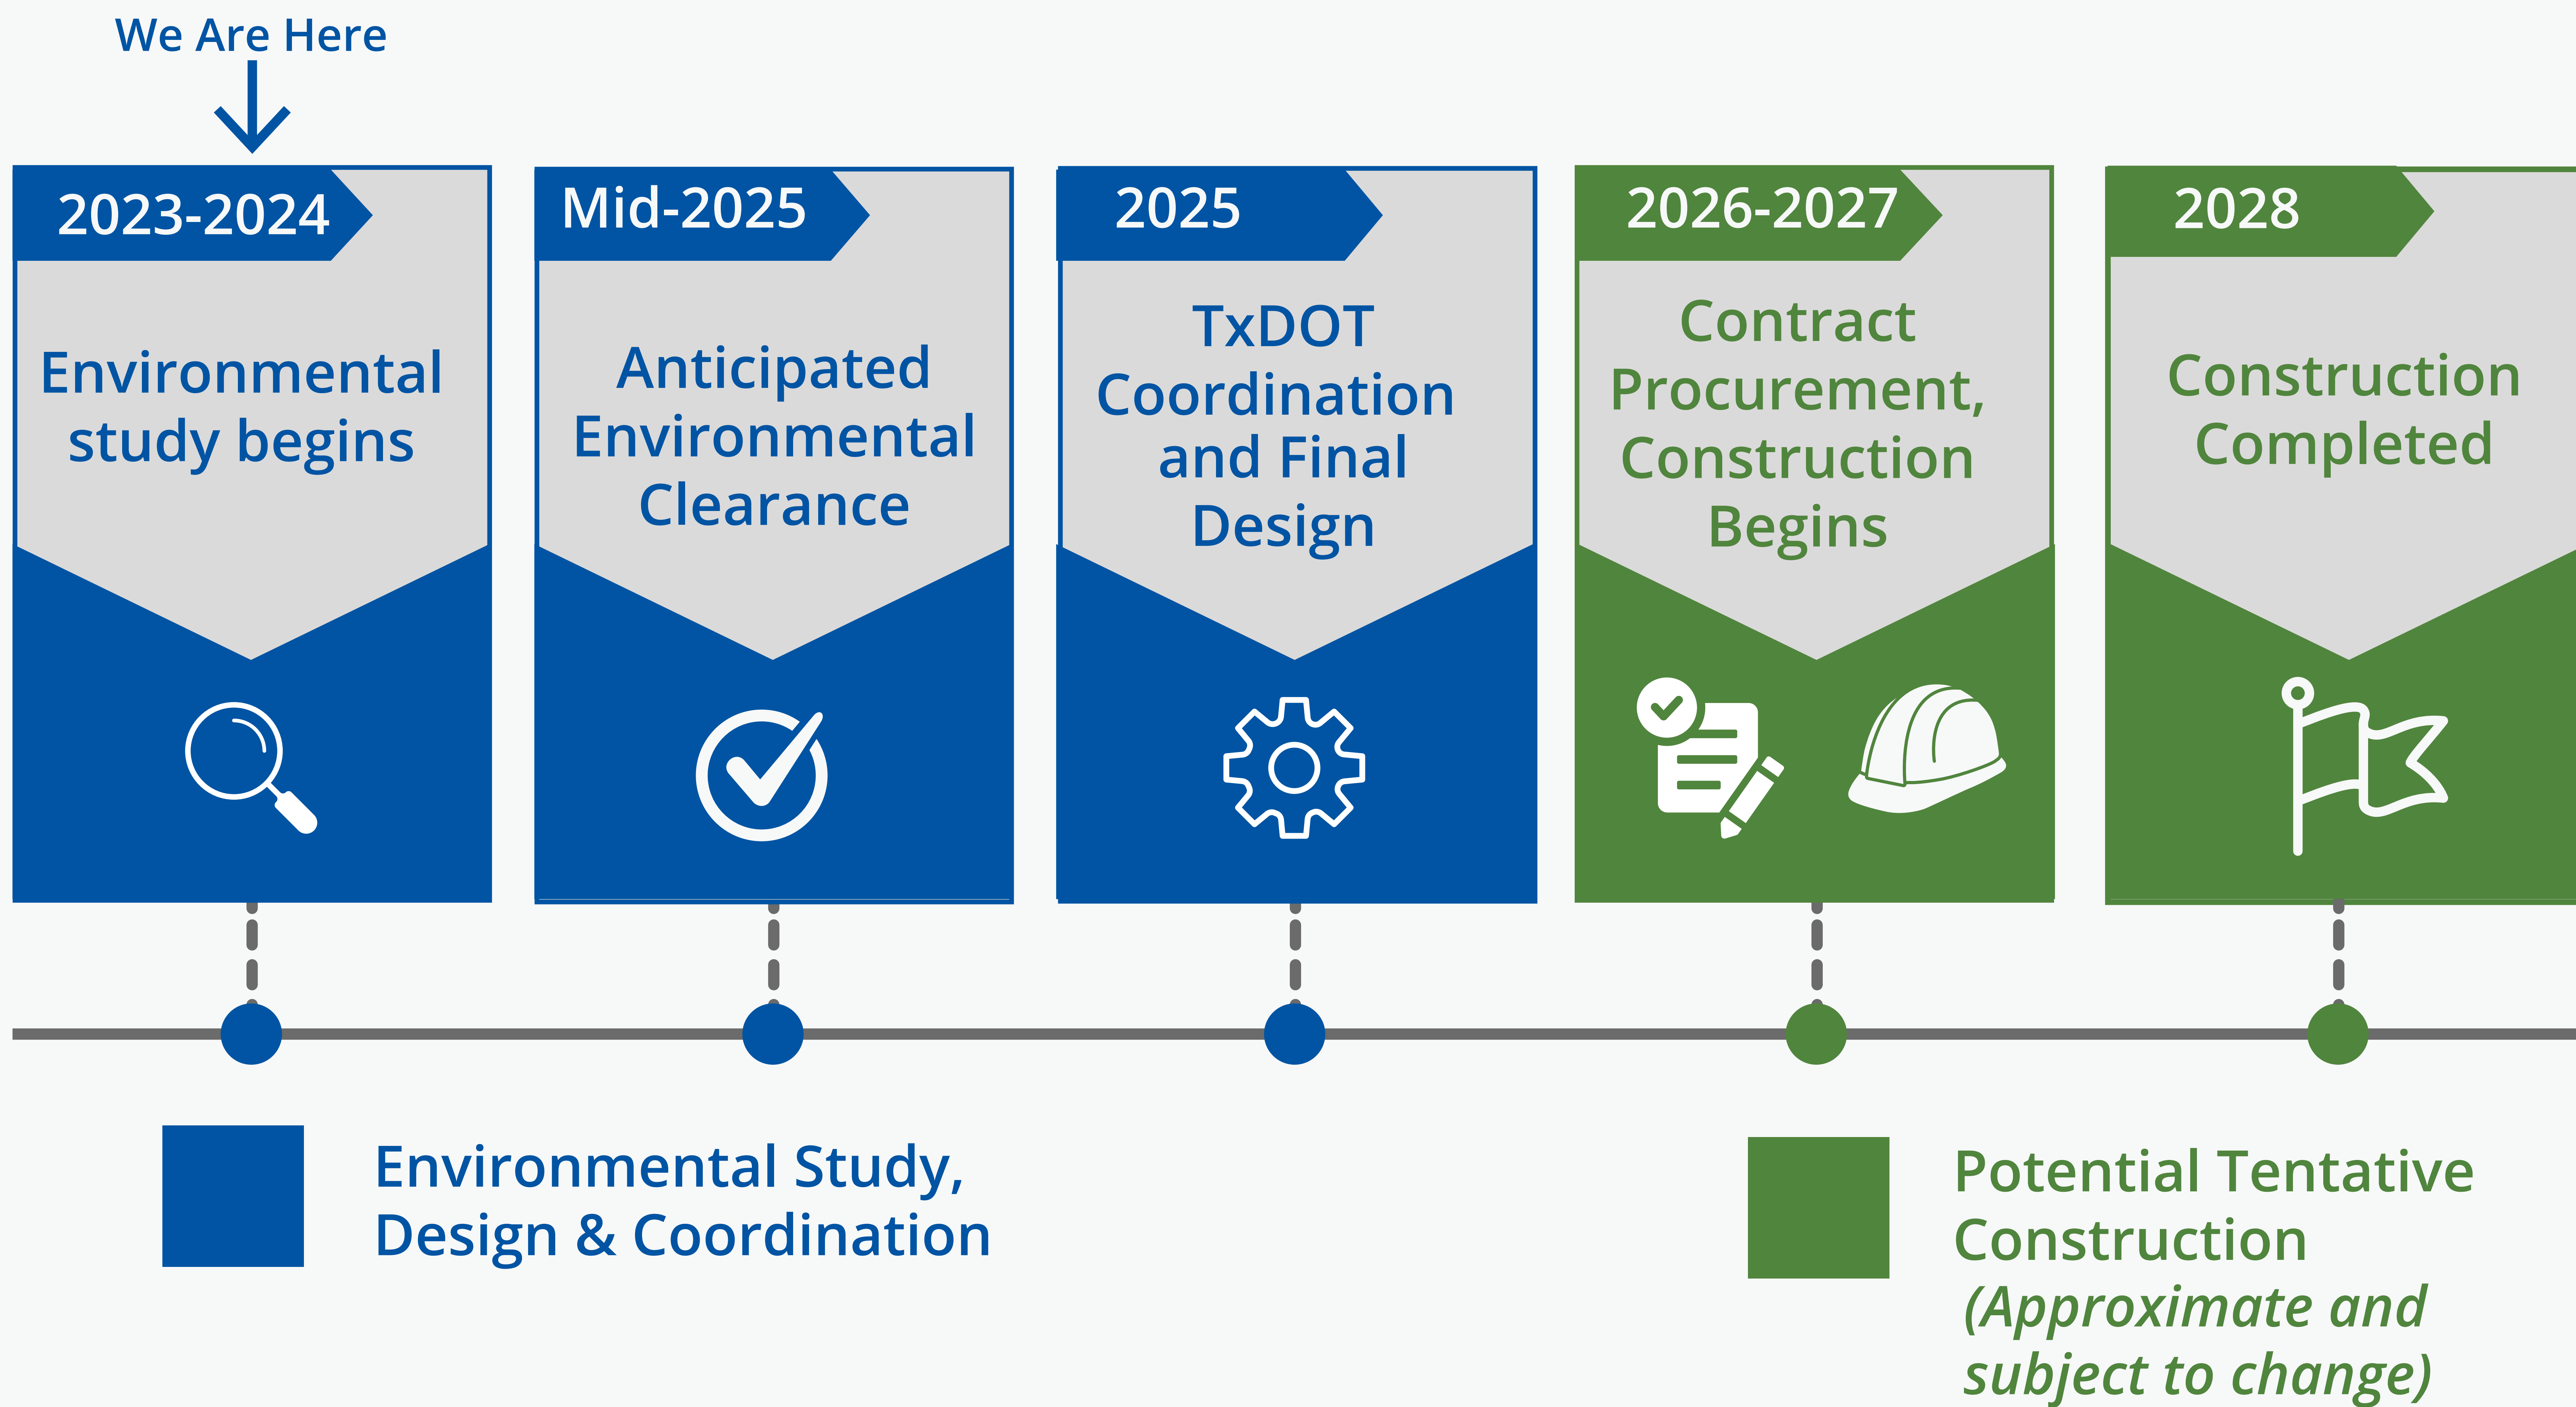 We Are Here
2023-2024
Environmental
study begins
Mid-2025
Anticipated
Environmental
Clearance
2025
TxDOT
Coordination
and Final
Design
2026-2027
Contract
Procurement,
Construction
Begins
2028
Construction
Completed
Environmental Study,
Design & Coordination
Potential Tentative
Construction
(Approximate and
subject to change)